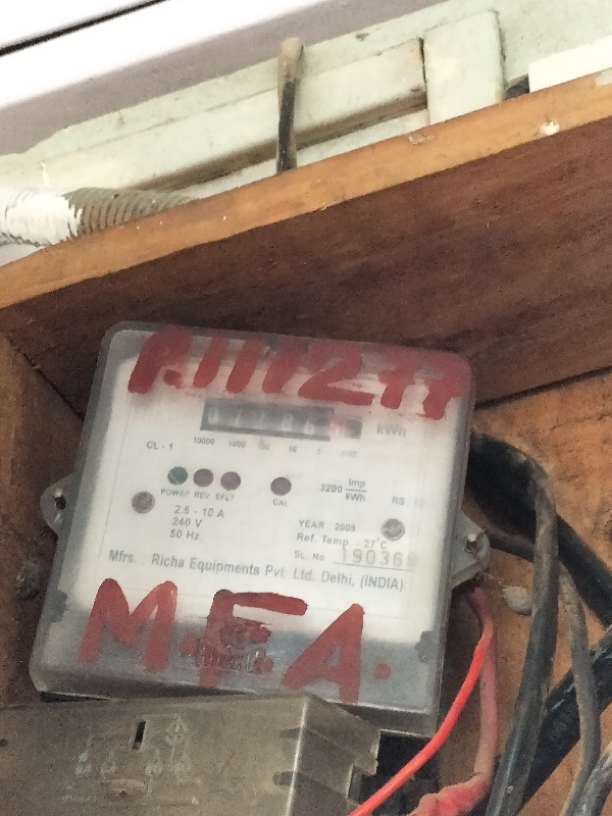 kWh
CL - 1
10000 1000 100 10 1
POWER REV. EFLT
CAL
3200 Imp
kWh
2.5 - 10 A
240 V
50 Hz.
YEAR 2009
Ref. Temp. - 27°C
SL. No. 19036
Mfrs. : Richa Equipments Pvt. Ltd. Delhi, (INDIA)
M.F.A.